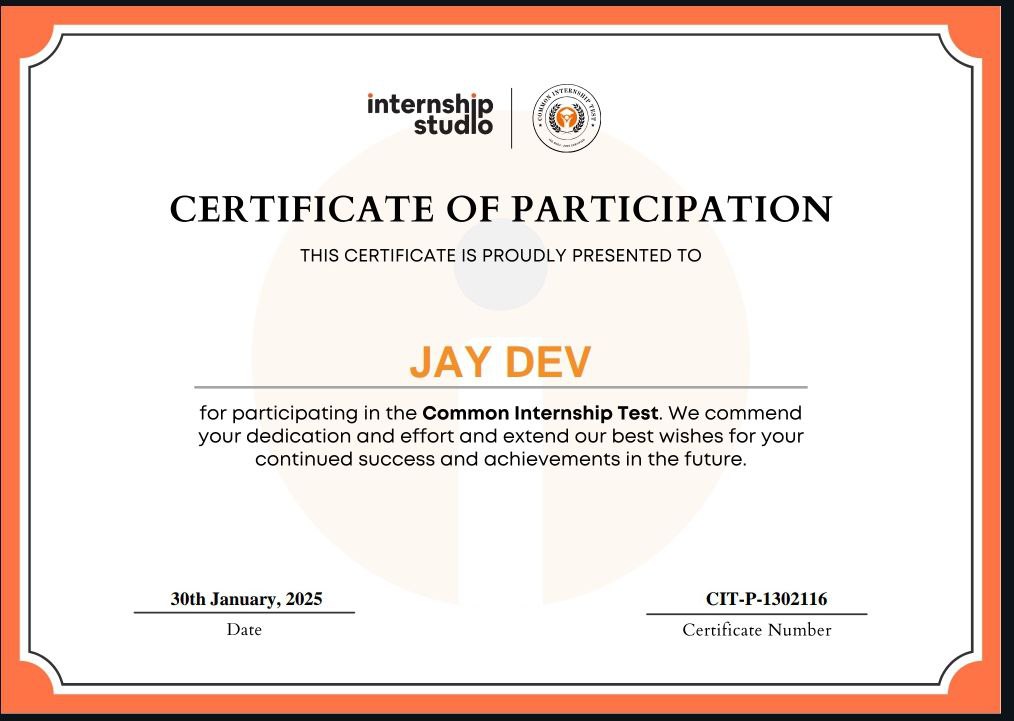 internship
studio
COMMON INTERNSHIP TEST
CERTIFICATE OF PARTICIPATION
THIS CERTIFICATE IS PROUDLY PRESENTED TO
JAY DEV
for participating in the Common Internship Test. We commend
your dedication and effort and extend our best wishes for your
continued success and achievements in the future.
30th January, 2025
CIT-P-1302116
Date
Certificate Number